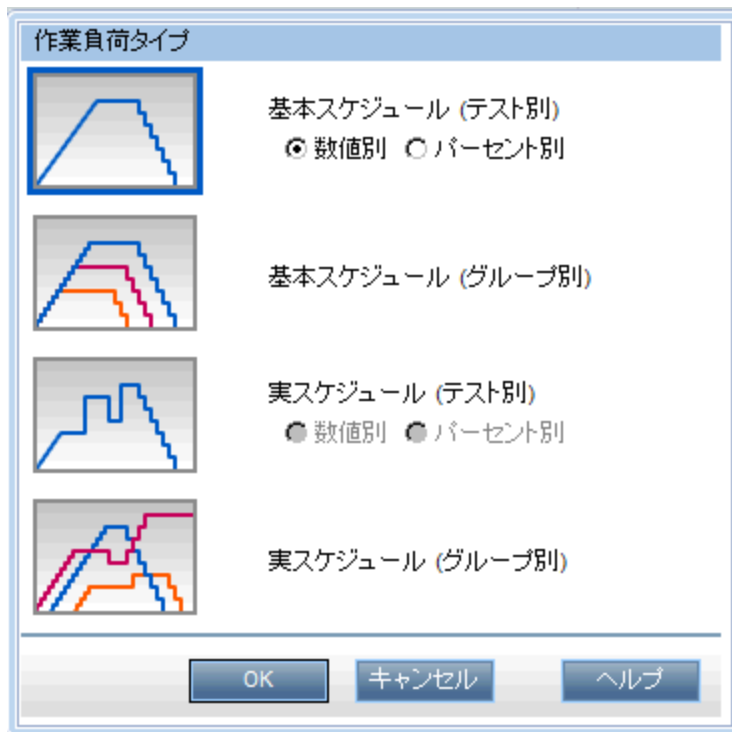 作業負荷タイプ
基本スケジュール (テスト別)
数値別 パーセント別
基本スケジュール (グループ別)
実スケジュール (テスト別)
数値別 パーセント別
実スケジュール (グループ別)
OK キャンセル ヘルプ